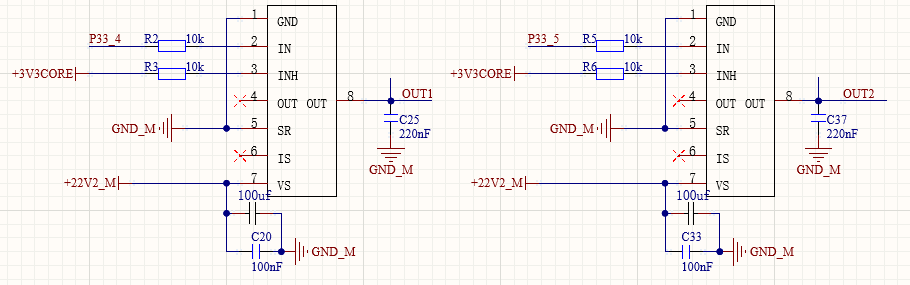 1 GND
P33_4 R2 10k 2 IN
+3V3CORE R3 10k 3 INH
4 OUT OUT 8 OUT1
GND_M 5 SR C25
220nF
6 IS GND_M
+22V2_M 7 VS
100uf
C20 GND_M
100nF
1 GND
P33_5 R5 10k 2 IN
+3V3CORE R6 10k 3 INH
4 OUT OUT 8 OUT2
GND_M 5 SR C37
220nF
6 IS GND_M
+22V2_M 7 VS
100uf
C33 GND_M
100nF